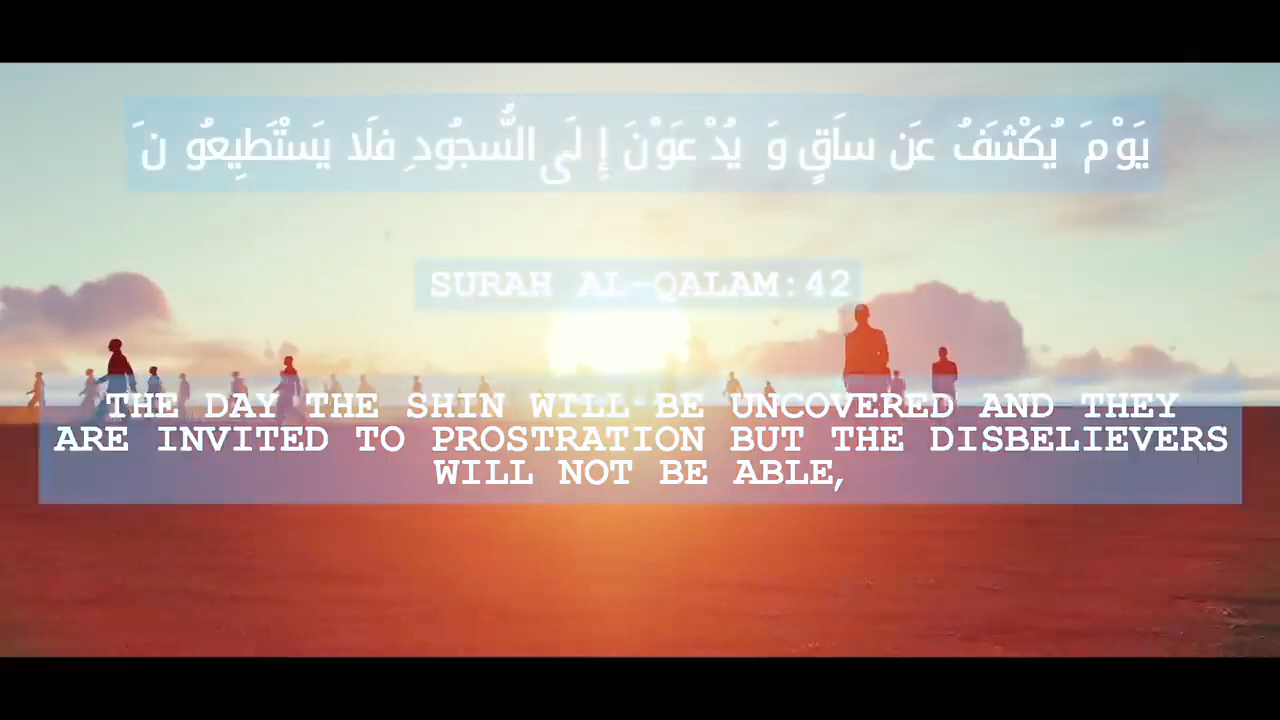 يَوْمَ يُكْشَفُ عَن سَاقٍ وَ يُدْعَوْنَ إِلَى السُّجُودِ فَلَا يَسْتَطِيعُونَ
SURAH AL-QALAM:42
THE DAY THE SHIN WILL BE UNCOVERED AND THEY
ARE INVITED TO PROSTRATION BUT THE DISBELIEVERS
WILL NOT BE ABLE,